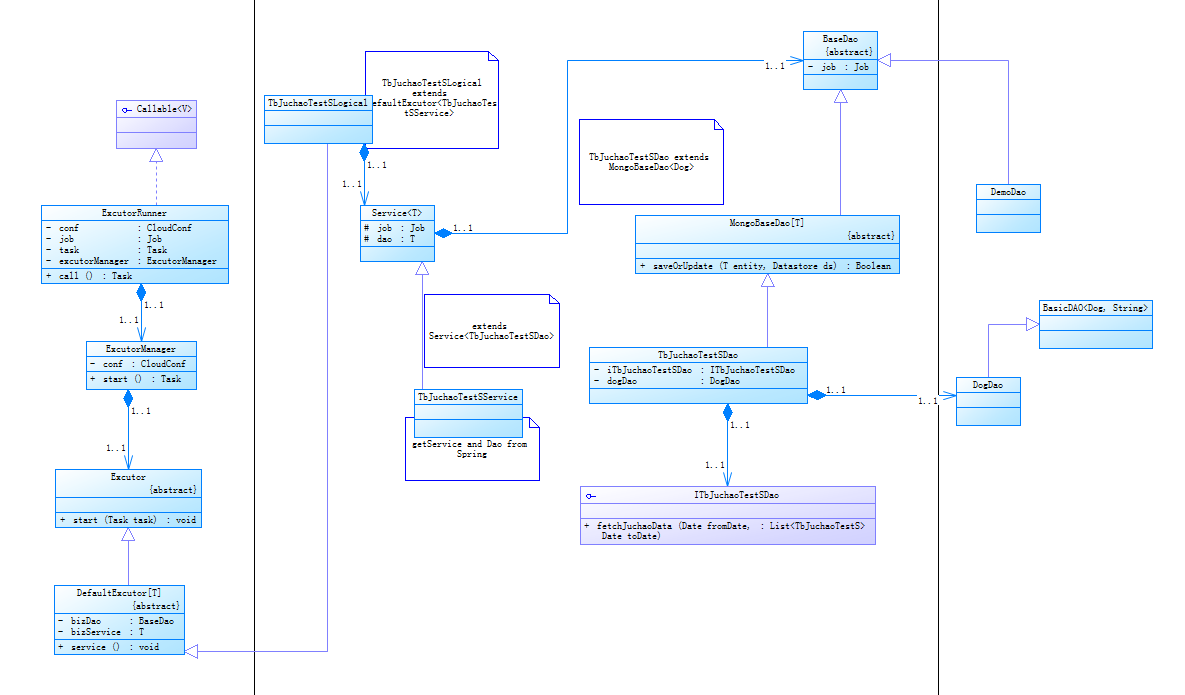 Callable<V>
ExcutorRunner
- conf : CloudConf
- job : Job
- task : Task
- excutorManager : ExcutorManager
+ call () : Task
1..1
1..1
ExcutorManager
- conf : CloudConf
+ start () : Task
1..1
1..1
Excutor
{abstract}
+ start (Task task) : void
DefaultExcutor[T]
{abstract}
- bizDao : BaseDao
- bizService : T
+ service () : void
TbJuchaoTestSLogical
TbJuchaoTestSLogical
extends
efaultExcutor<TbJuchaoTes
tSService>
1..1
1..1
Service<T>
# job : Job
# dao : T
1..1
extends
Service<TbJuchaoTestSDao>
TbJuchaoTestSService
getService and Dao from
Spring
1..1
BaseDao
{abstract}
- job : Job
TbJuchaoTestSDao extends
MongoBaseDao<Dog>
MongoBaseDao[T]
{abstract}
+ saveOrUpdate (T entity, Datastore ds) : Boolean
TbJuchaoTestSDao
- iTbJuchaoTestSDao : ITbJuchaoTestSDao
- dogDao : DogDao
1..1
1..1
1..1
1..1
ITbJuchaoTestSDao
+ fetchJuchaoData (Date fromDate, : List<TbJuchaoTestS>
Date toDate)
DemoDao
BasicDAO<Dog, String>
DogDao